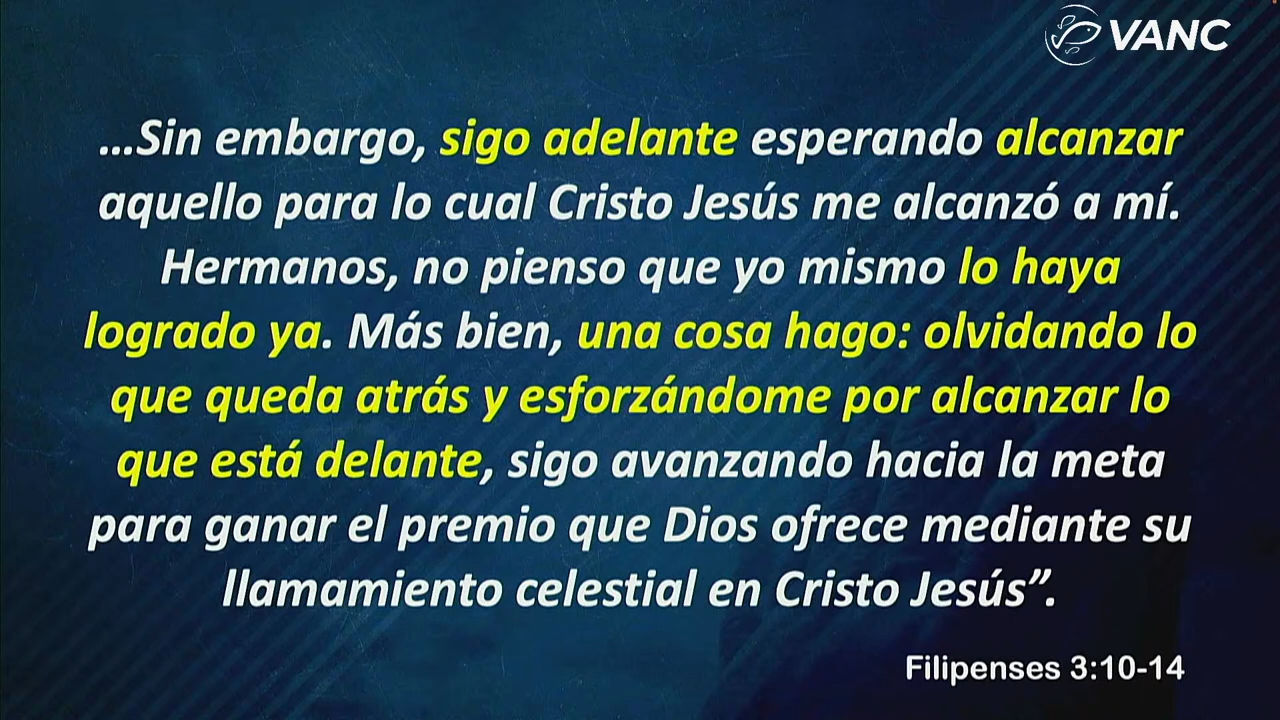 VANC
...Sin embargo, sigo adelante esperando alcanzar
aquello para lo cual Cristo Jesús me alcanzó a mí.
Hermanos, no pienso que yo mismo lo haya
logrado ya. Más bien, una cosa hago: olvidando lo
que queda atrás y esforzándome por alcanzar lo
que está delante, sigo avanzando hacia la meta
para ganar el premio que Dios ofrece mediante su
llamamiento celestial en Cristo Jesús”.
Filipenses 3:10-14